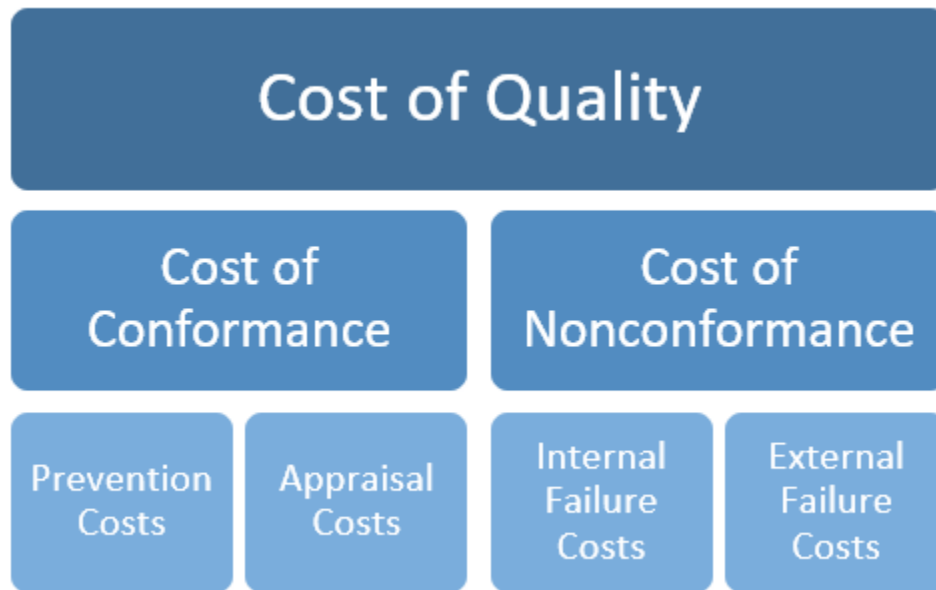 Cost of Quality
Cost of
Conformance
Cost of
Nonconformance
Prevention
Costs
Appraisal
Costs
Internal
Failure
Costs
External
Failure
Costs